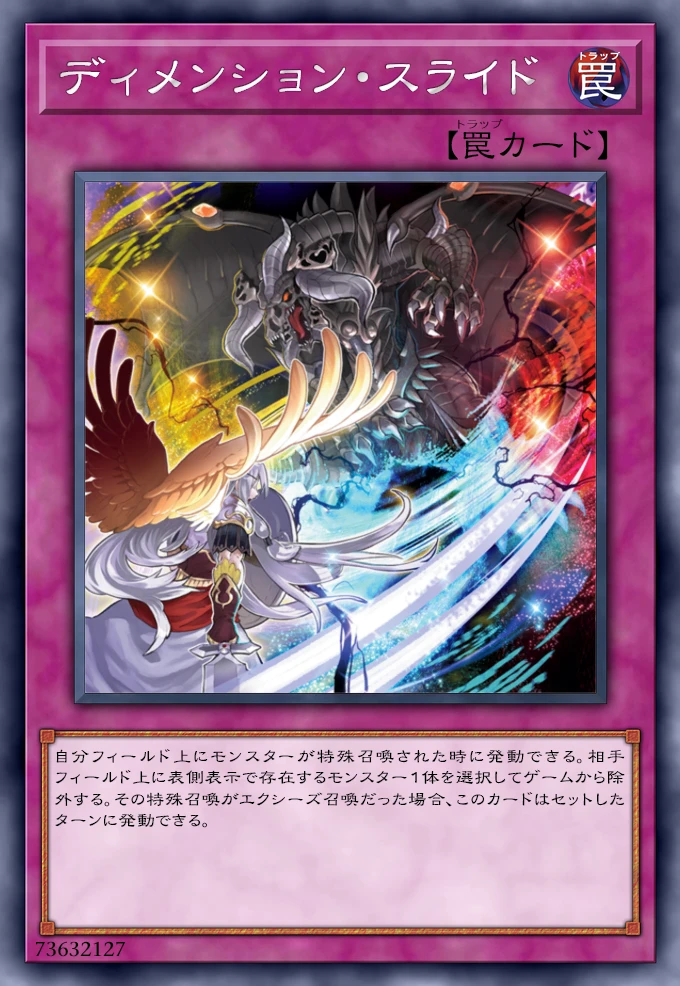 ディメンション・スライド
トラップ
罠
トラップ
【罠カード】
自分フィールド上にモンスターが特殊召喚された時に発動できる。相手
フィールド上に表側表示で存在するモンスター1体を選択してゲームから除
外する。その特殊召喚がエクシーズ召喚だった場合、このカードはセットした
ターンに発動できる。
73632127